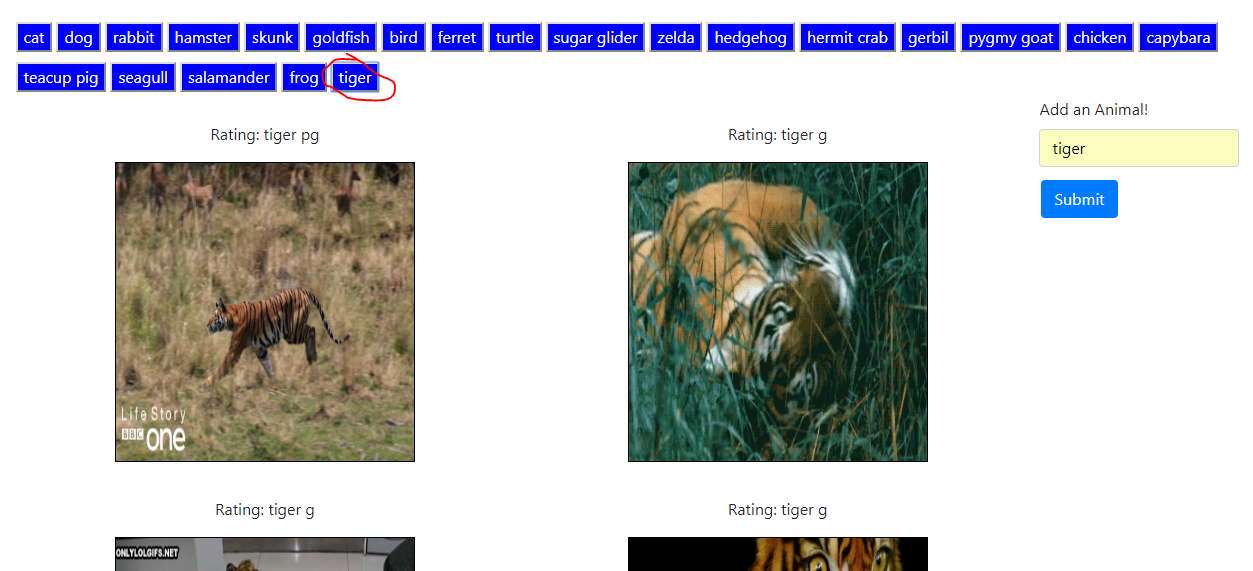 cat dog rabbit hamster skunk goldfish bird ferret turtle sugar glider zelda hedgehog hermit crab gerbil pygmy goat chicken capybara
teacup pig seagull salamander frog tiger
Add an Animal!
tiger
Submit
Rating: tiger pg
Rating: tiger g
Life Story
BBC one
Rating: tiger g
Rating: tiger g
ONLYLOLGIFS.NET